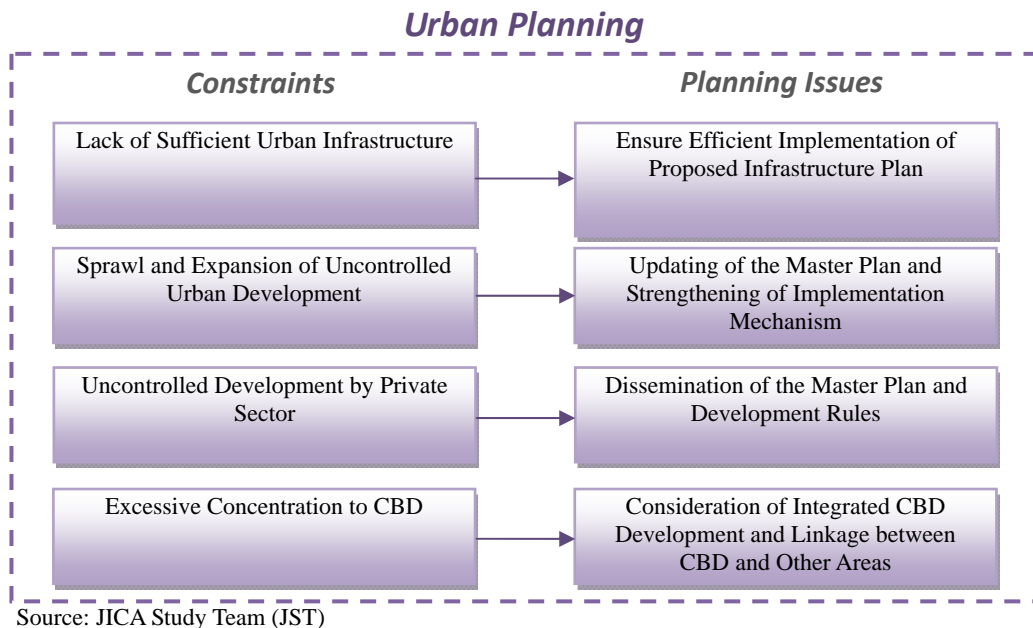 Urban Planning
Constraints
Planning Issues
Lack of Sufficient Urban Infrastructure
Ensure Efficient Implementation of
Proposed Infrastructure Plan
Sprawl and Expansion of Uncontrolled
Urban Development
Updating of the Master Plan and
Strengthening of Implementation
Mechanism
Uncontrolled Development by Private
Sector
Dissemination of the Master Plan and
Development Rules
Excessive Concentration to CBD
Consideration of Integrated CBD
Development and Linkage between
CBD and Other Areas
Source: JICA Study Team (JST)